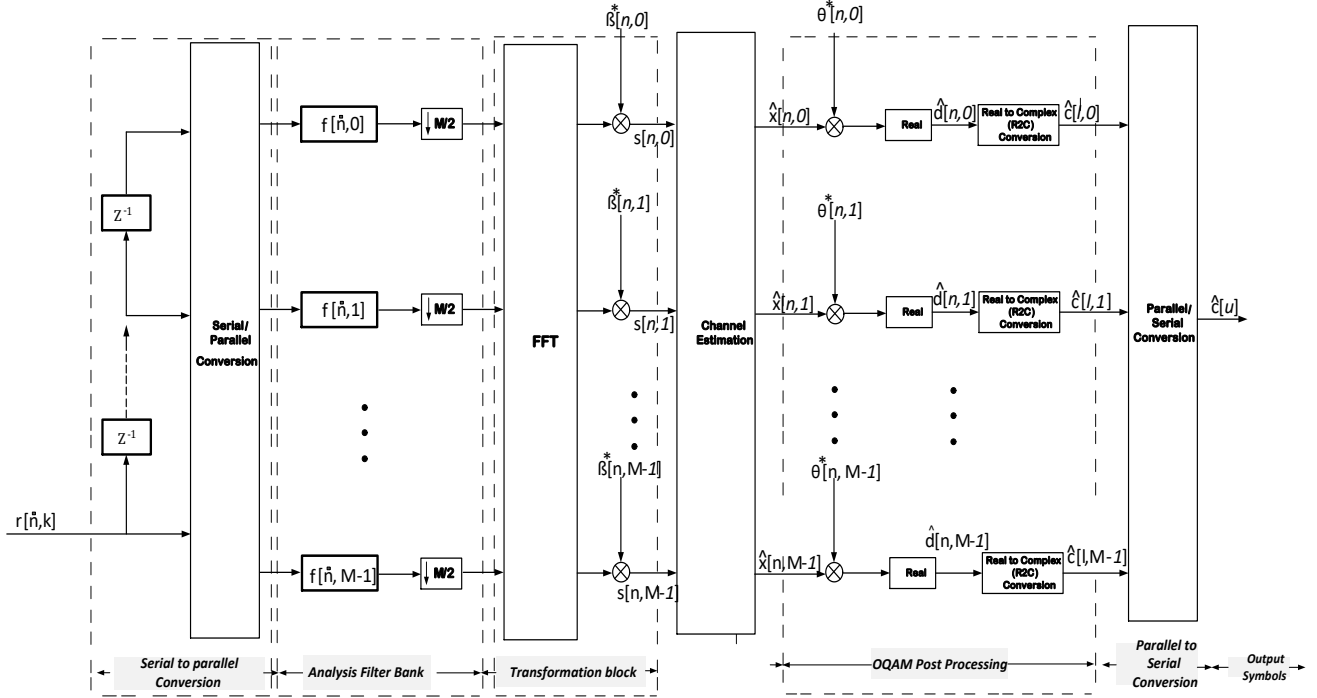 ß*[n,0]
θ*[n,0]
f[n̊,0]
↓ M/2
s[n,0]
x̂[n,0]
Real
d̂[n,0]
Real to Complex
(R2C)
Conversion
ĉ[l,0]
Z⁻¹
ß*[n,1]
θ*[n,1]
Serial/
Parallel
Conversion
f[n̊,1]
↓ M/2
FFT
s[n,1]
Channel
Estimation
x̂[n,1]
Real
d̂[n,1]
Real to Complex
(R2C)
Conversion
ĉ[l,1]
Parallel/
Serial
Conversion
ĉ[u]
Z⁻¹
ß*[n,M-1]
θ*[n,M-1]
r[n̊,k]
f[n̊, M-1]
↓ M/2
s[n,M-1]
x̂[n,M-1]
Real
d̂[n,M-1]
Real to Complex
(R2C)
Conversion
ĉ[l,M-1]
Serial to parallel
Conversion
Analysis Filter Bank
Transformation block
OQAM Post Processing
Parallel to
Serial
Conversion
Output
Symbols